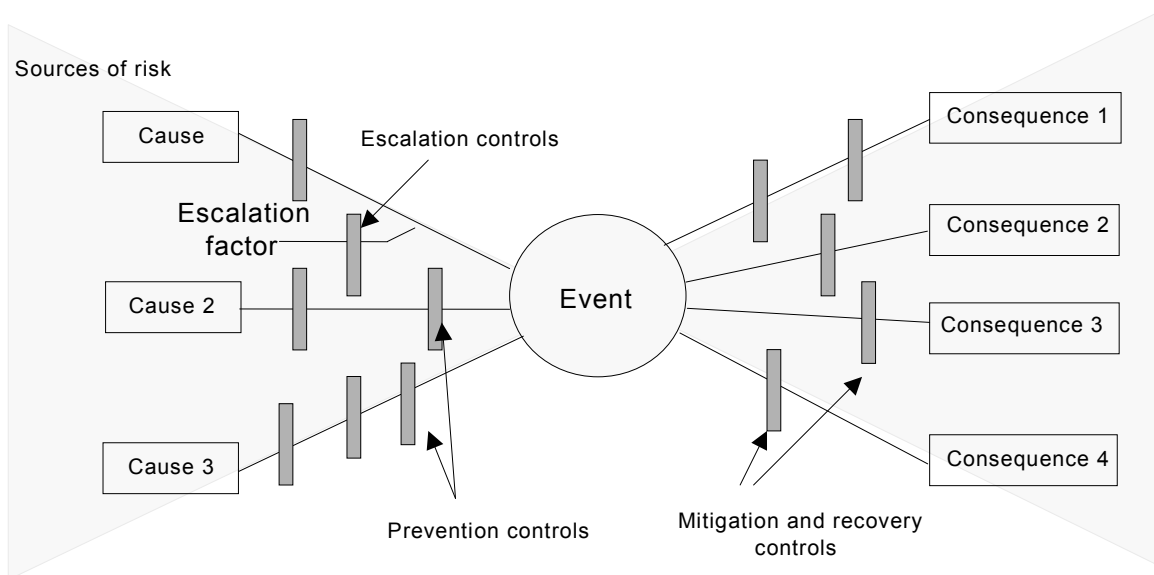 Sources of risk
Cause
Escalation controls
Escalation
factor
Cause 2
Cause 3
Prevention controls
Event
Consequence 1
Consequence 2
Consequence 3
Consequence 4
Mitigation and recovery
controls